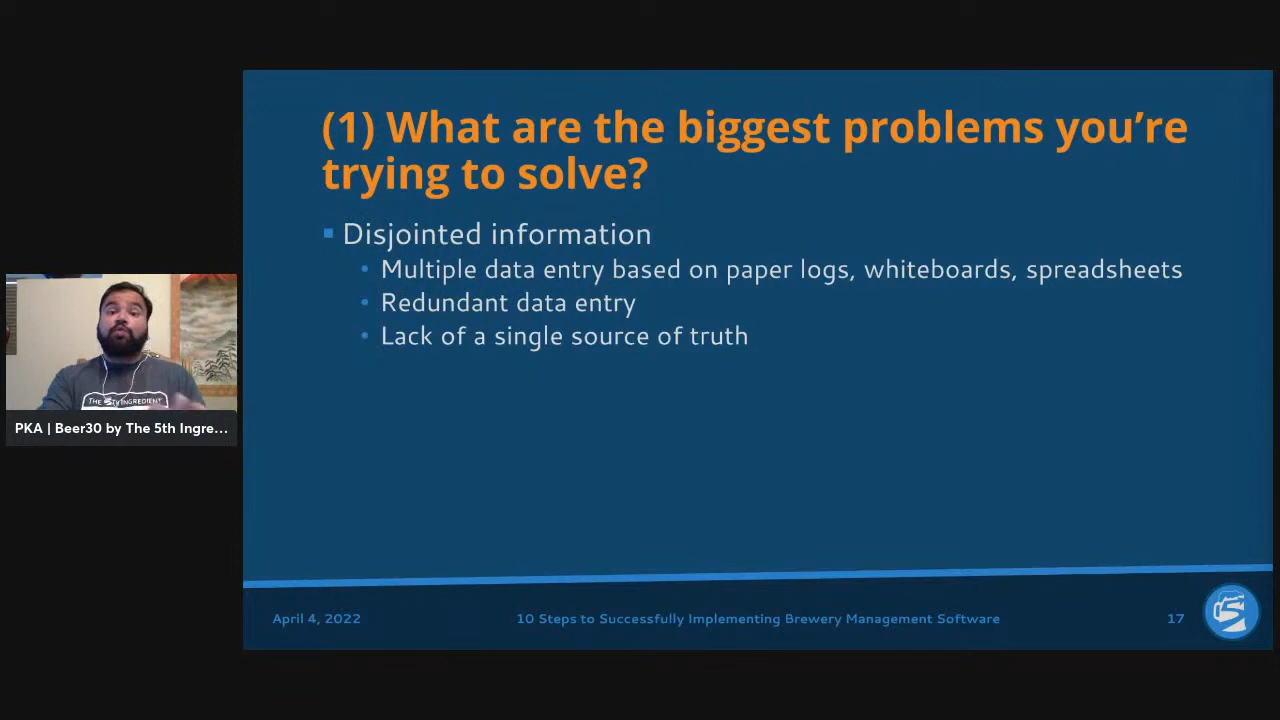 (1) What are the biggest problems you’re
trying to solve?
Disjointed information
Multiple data entry based on paper logs, whiteboards, spreadsheets
Redundant data entry
Lack of a single source of truth
THE 5TH INGREDIENT
PKA | Beer30 by The 5th Ingre...
April 4, 2022
10 Steps to Successfully Implementing Brewery Management Software
17
5